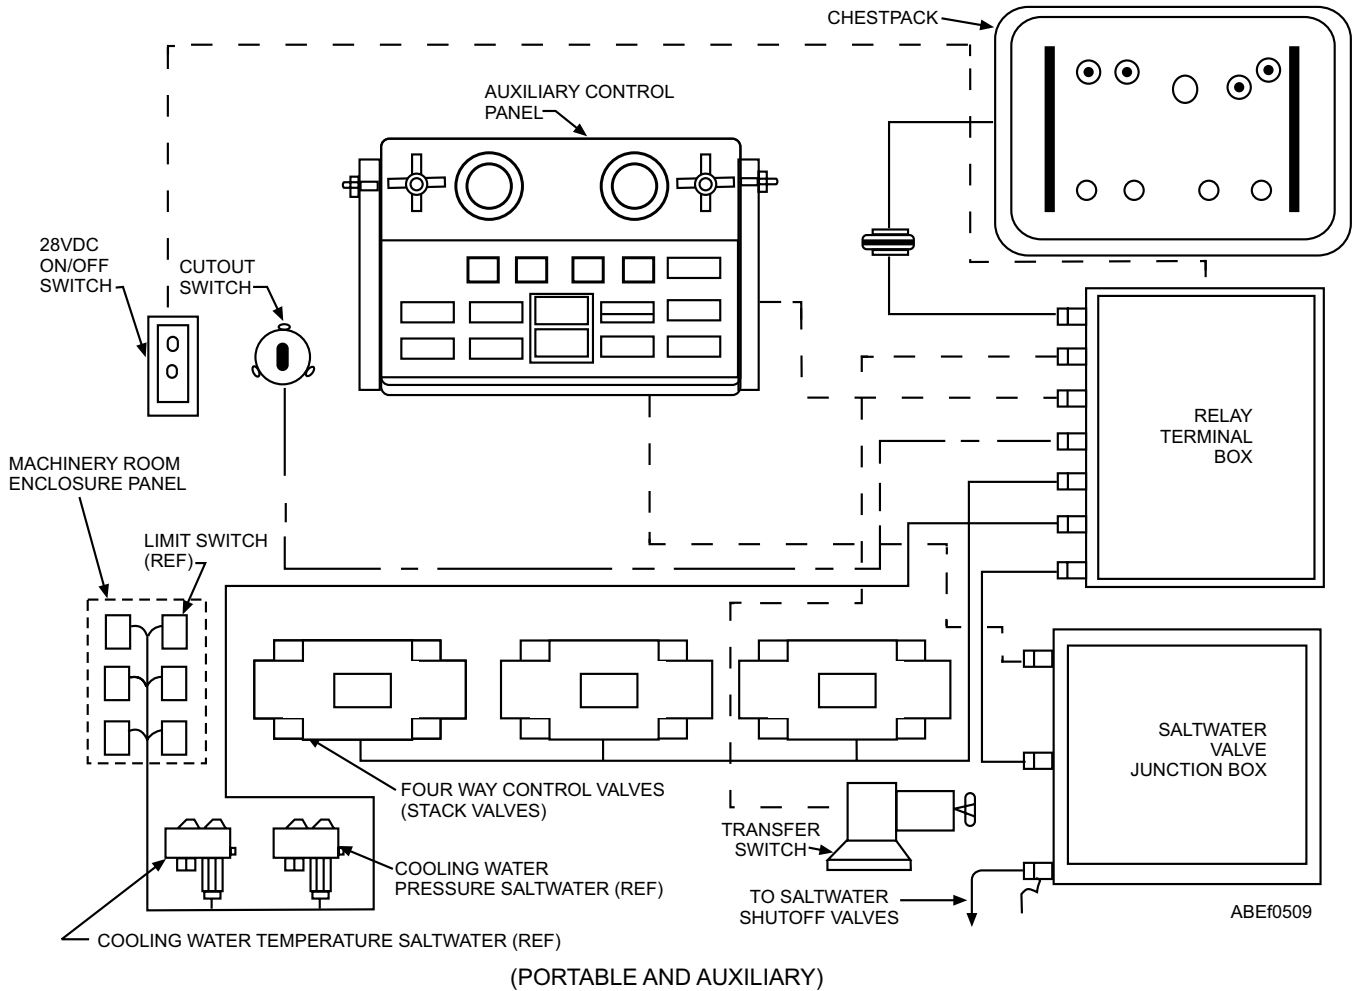 CHESTPACK
AUXILIARY CONTROL
PANEL
28VDC
ON/OFF
SWITCH
CUTOUT
SWITCH
RELAY
TERMINAL
BOX
MACHINERY ROOM
ENCLOSURE PANEL
LIMIT SWITCH
(REF)
SALTWATER
VALVE
JUNCTION BOX
FOUR WAY CONTROL VALVES
(STACK VALVES)
TRANSFER
SWITCH
COOLING WATER
PRESSURE SALTWATER (REF)
TO SALTWATER
SHUTOFF VALVES
ABEf0509
COOLING WATER TEMPERATURE SALTWATER (REF)
(PORTABLE AND AUXILIARY)